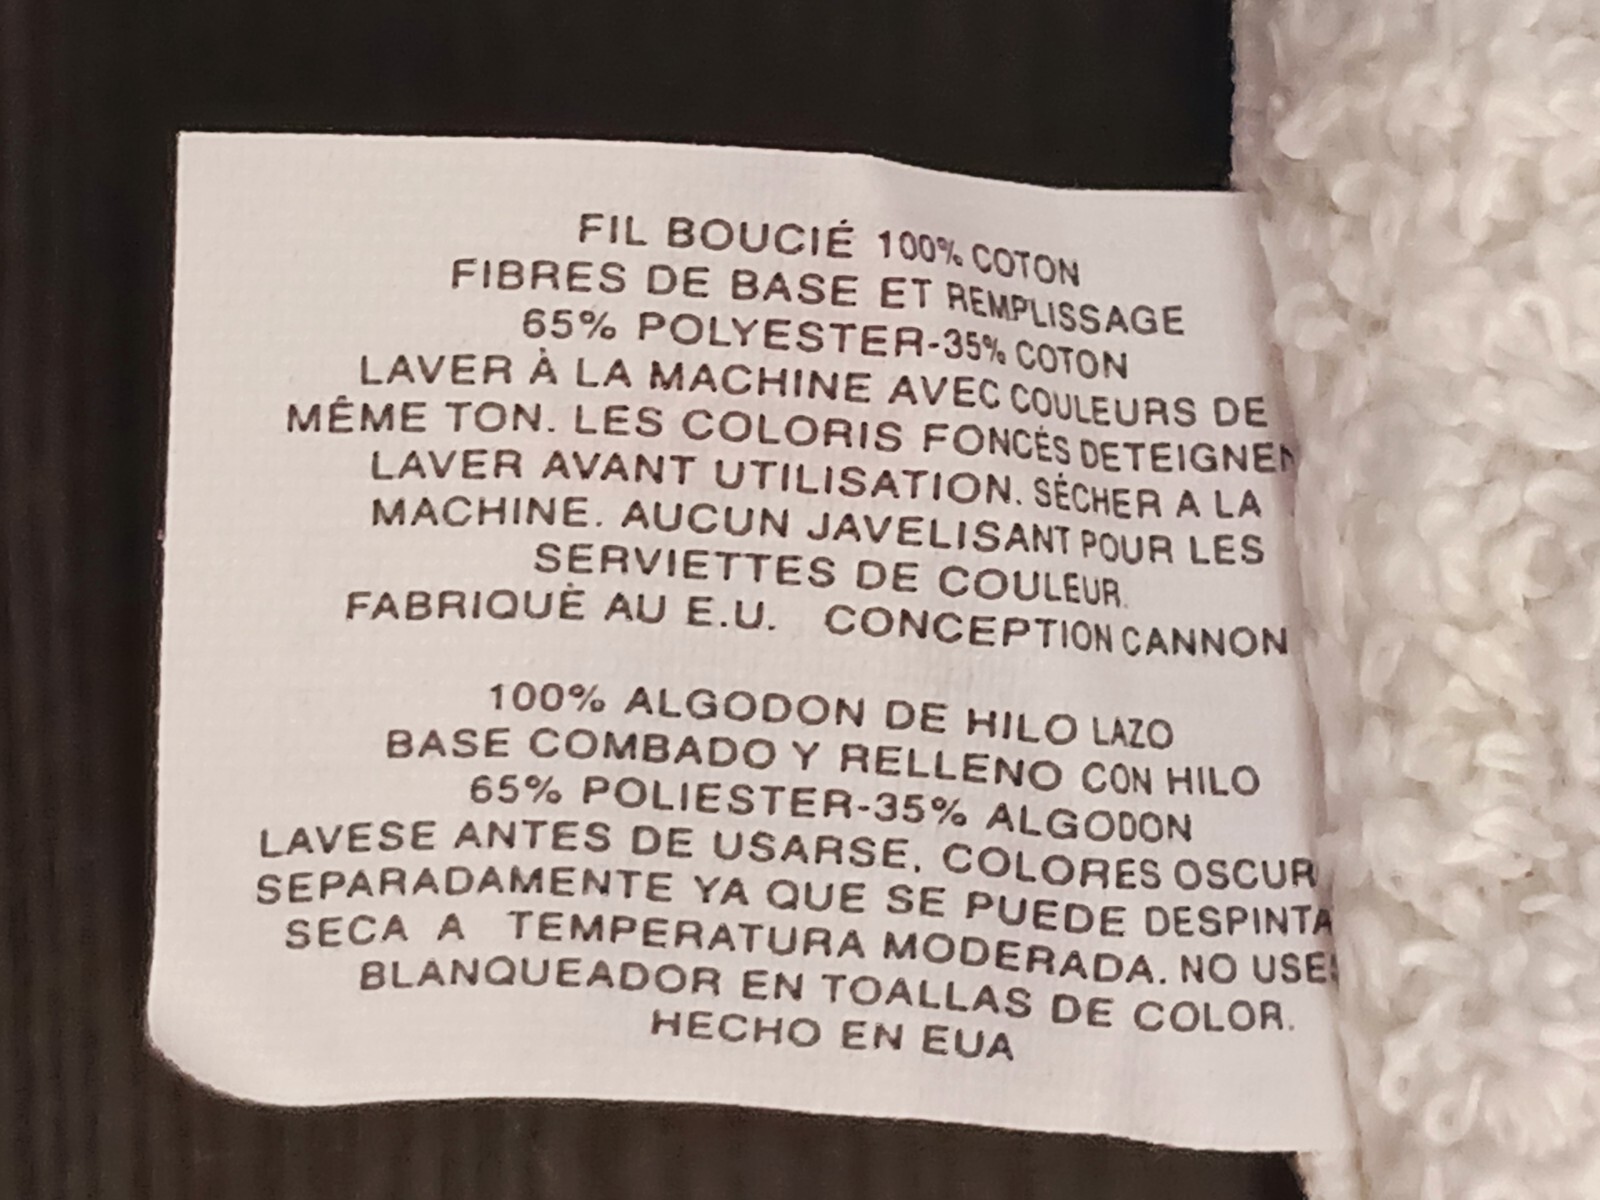 FIL BOUCIÉ 100% COTON
FIBRES DE BASE ET REMPLISSAGE
65% POLYESTER-35% COTON
LAVER À LA MACHINE AVEC COULEURS DE
MÊME TON. LES COLORIS FONCÉS DETEIGNEN
LAVER AVANT UTILISATION. SÉCHER A LA
MACHINE. AUCUN JAVELISANT POUR LES
SERVIETTES DE COULEUR.
FABRIQUÈ AU E.U. CONCEPTION CANNON
100% ALGODON DE HILO LAZO
BASE COMBADO Y RELLENO CON HILO
65% POLIESTER-35% ALGODON
LAVESE ANTES DE USARSE, COLORES OSCUR
SEPARADAMENTE YA QUE SE PUEDE DESPINTA
SECA A TEMPERATURA MODERADA. NO USE
BLANQUEADOR EN TOALLAS DE COLOR.
HECHO EN EUA